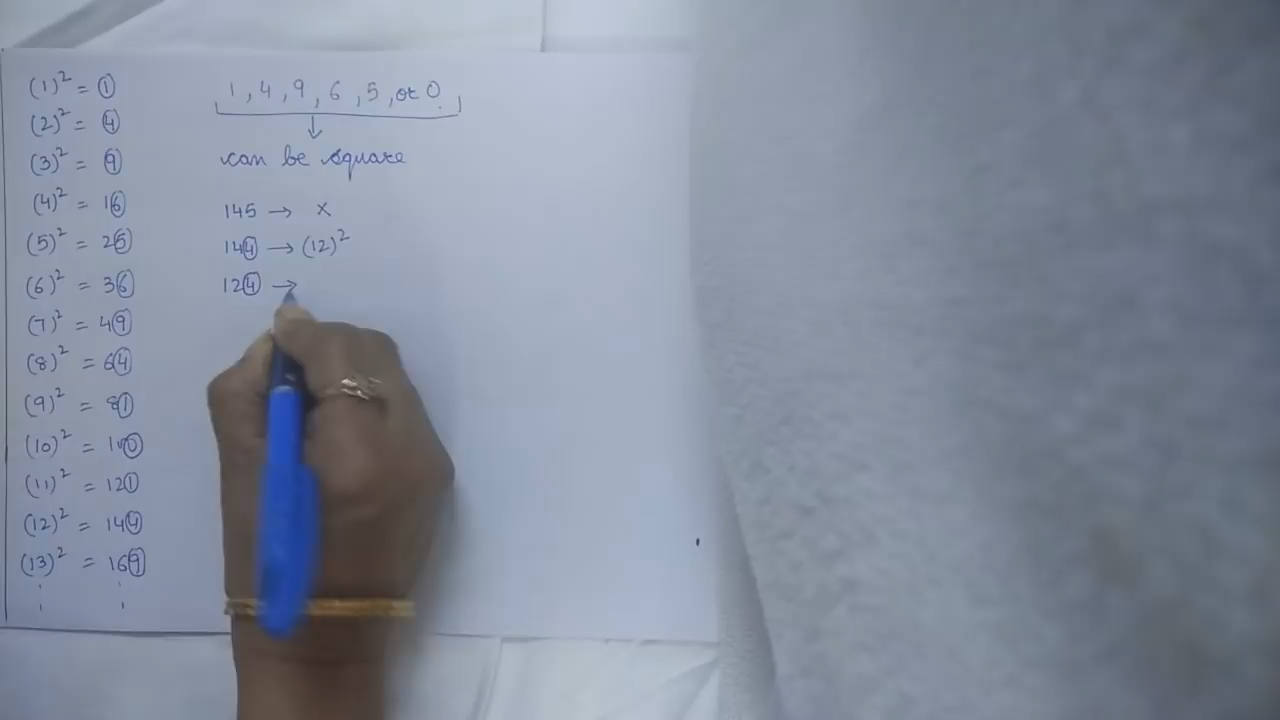 (1)² = 1
(2)² = 4
(3)² = 9
(4)² = 16
(5)² = 25
(6)² = 36
(7)² = 49
(8)² = 64
(9)² = 81
(10)² = 100
(11)² = 121
(12)² = 144
(13)² = 169
1, 4, 9, 6, 5, or 0
can be square
145 → ×
144 → (12)²
124 →